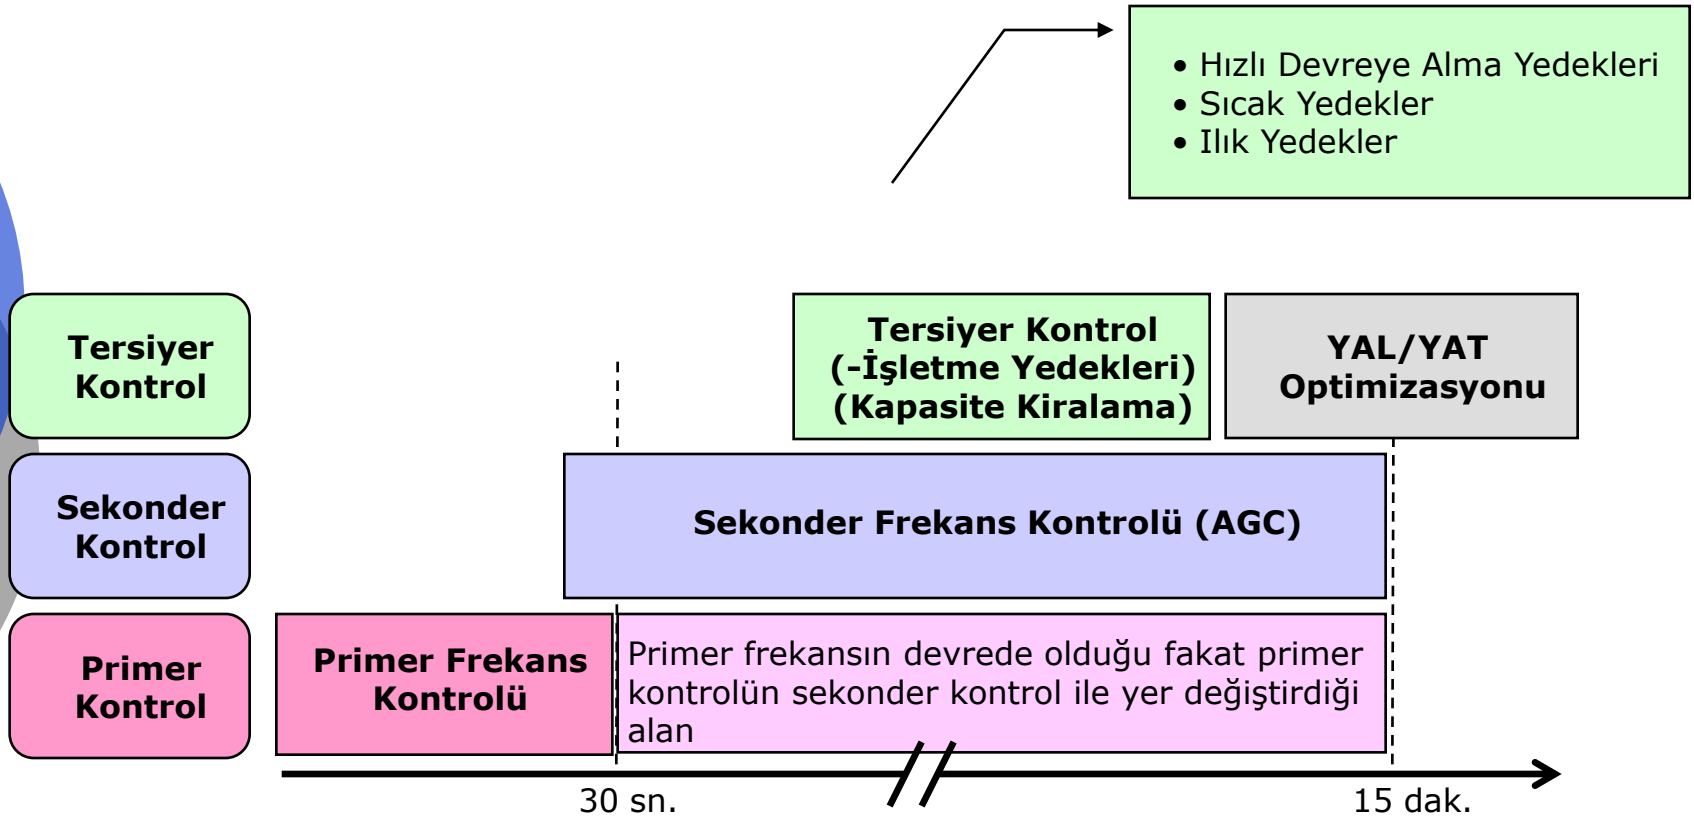 • Hızlı Devreye Alma Yedekleri
• Sıcak Yedekler
• Ilık Yedekler
Tersiyer
Kontrol
Tersiyer Kontrol
(-İşletme Yedekleri)
(Kapasite Kiralama)
YAL/YAT
Optimizasyonu
Sekonder
Kontrol
Sekonder Frekans Kontrolü (AGC)
Primer
Kontrol
Primer Frekans
Kontrolü
Primer frekansın devrede olduğu fakat primer
kontrolün sekonder kontrol ile yer değiştirdiği
alan
30 sn.
15 dak.